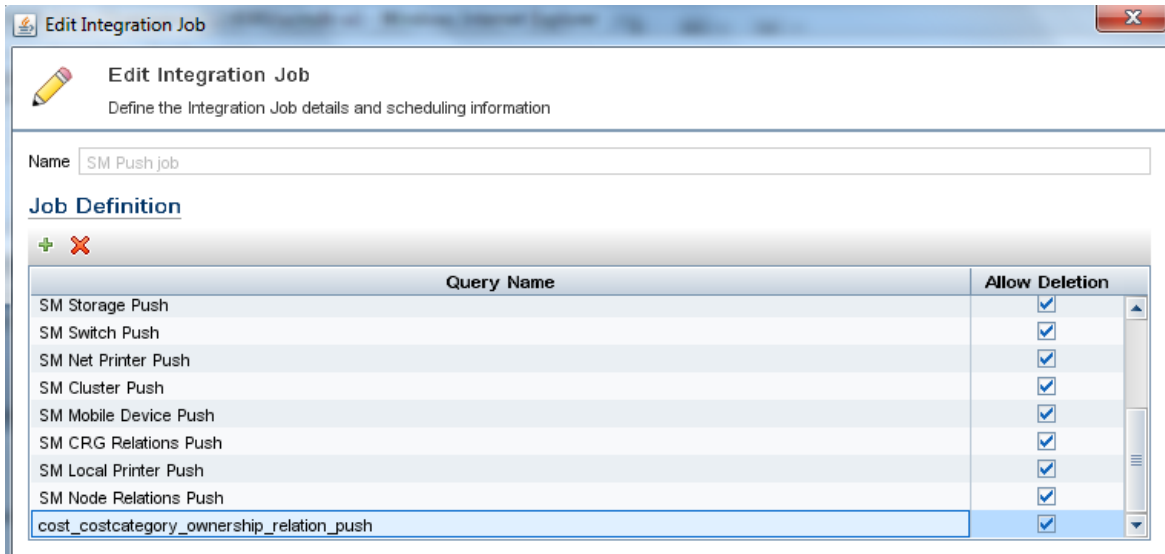 Edit Integration Job
Edit Integration Job
Define the Integration Job details and scheduling information
Name SM Push job
Job Definition
Query Name Allow Deletion
SM Storage Push
SM Switch Push
SM Net Printer Push
SM Cluster Push
SM Mobile Device Push
SM CRG Relations Push
SM Local Printer Push
SM Node Relations Push
cost_costcategory_ownership_relation_push